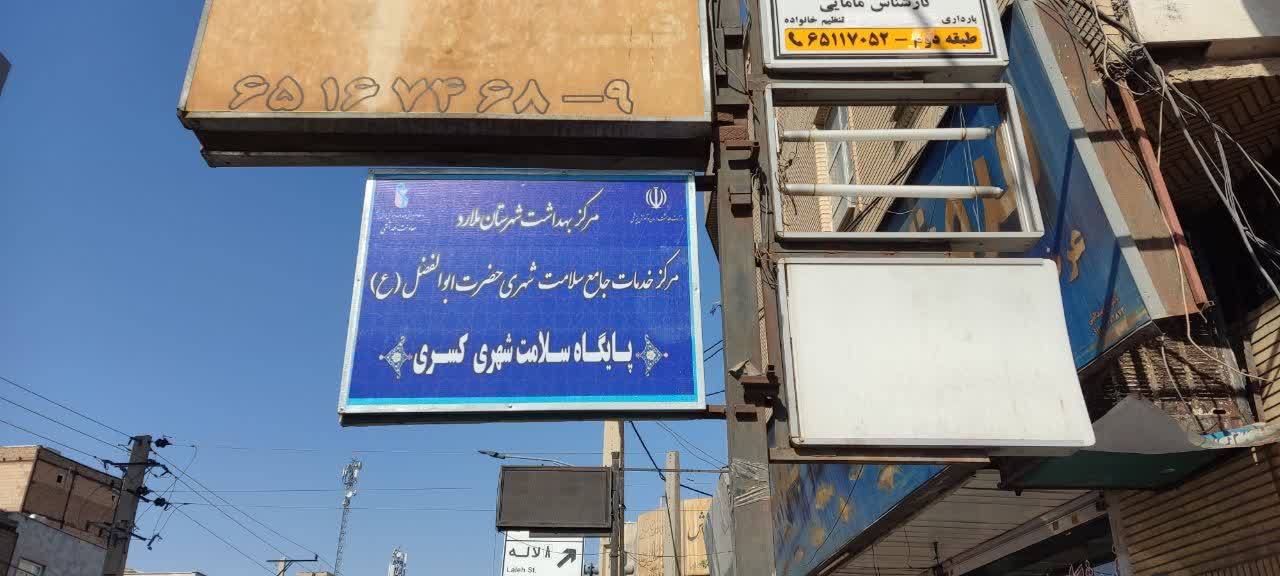 کارشناس مامایی
بارداری تنظیم خانواده
طبقه دوم - ۶۵۱۱۷۰۵۲
۶۵۱۶۷۴۶۸-۹
مرکز بهداشت شهرستان ملارد
مرکز خدمات جامع سلامت شهری حضرت ابوالفضل (ع)
پایگاه سلامت شهری کسری
لاله ۸
Laleh St.